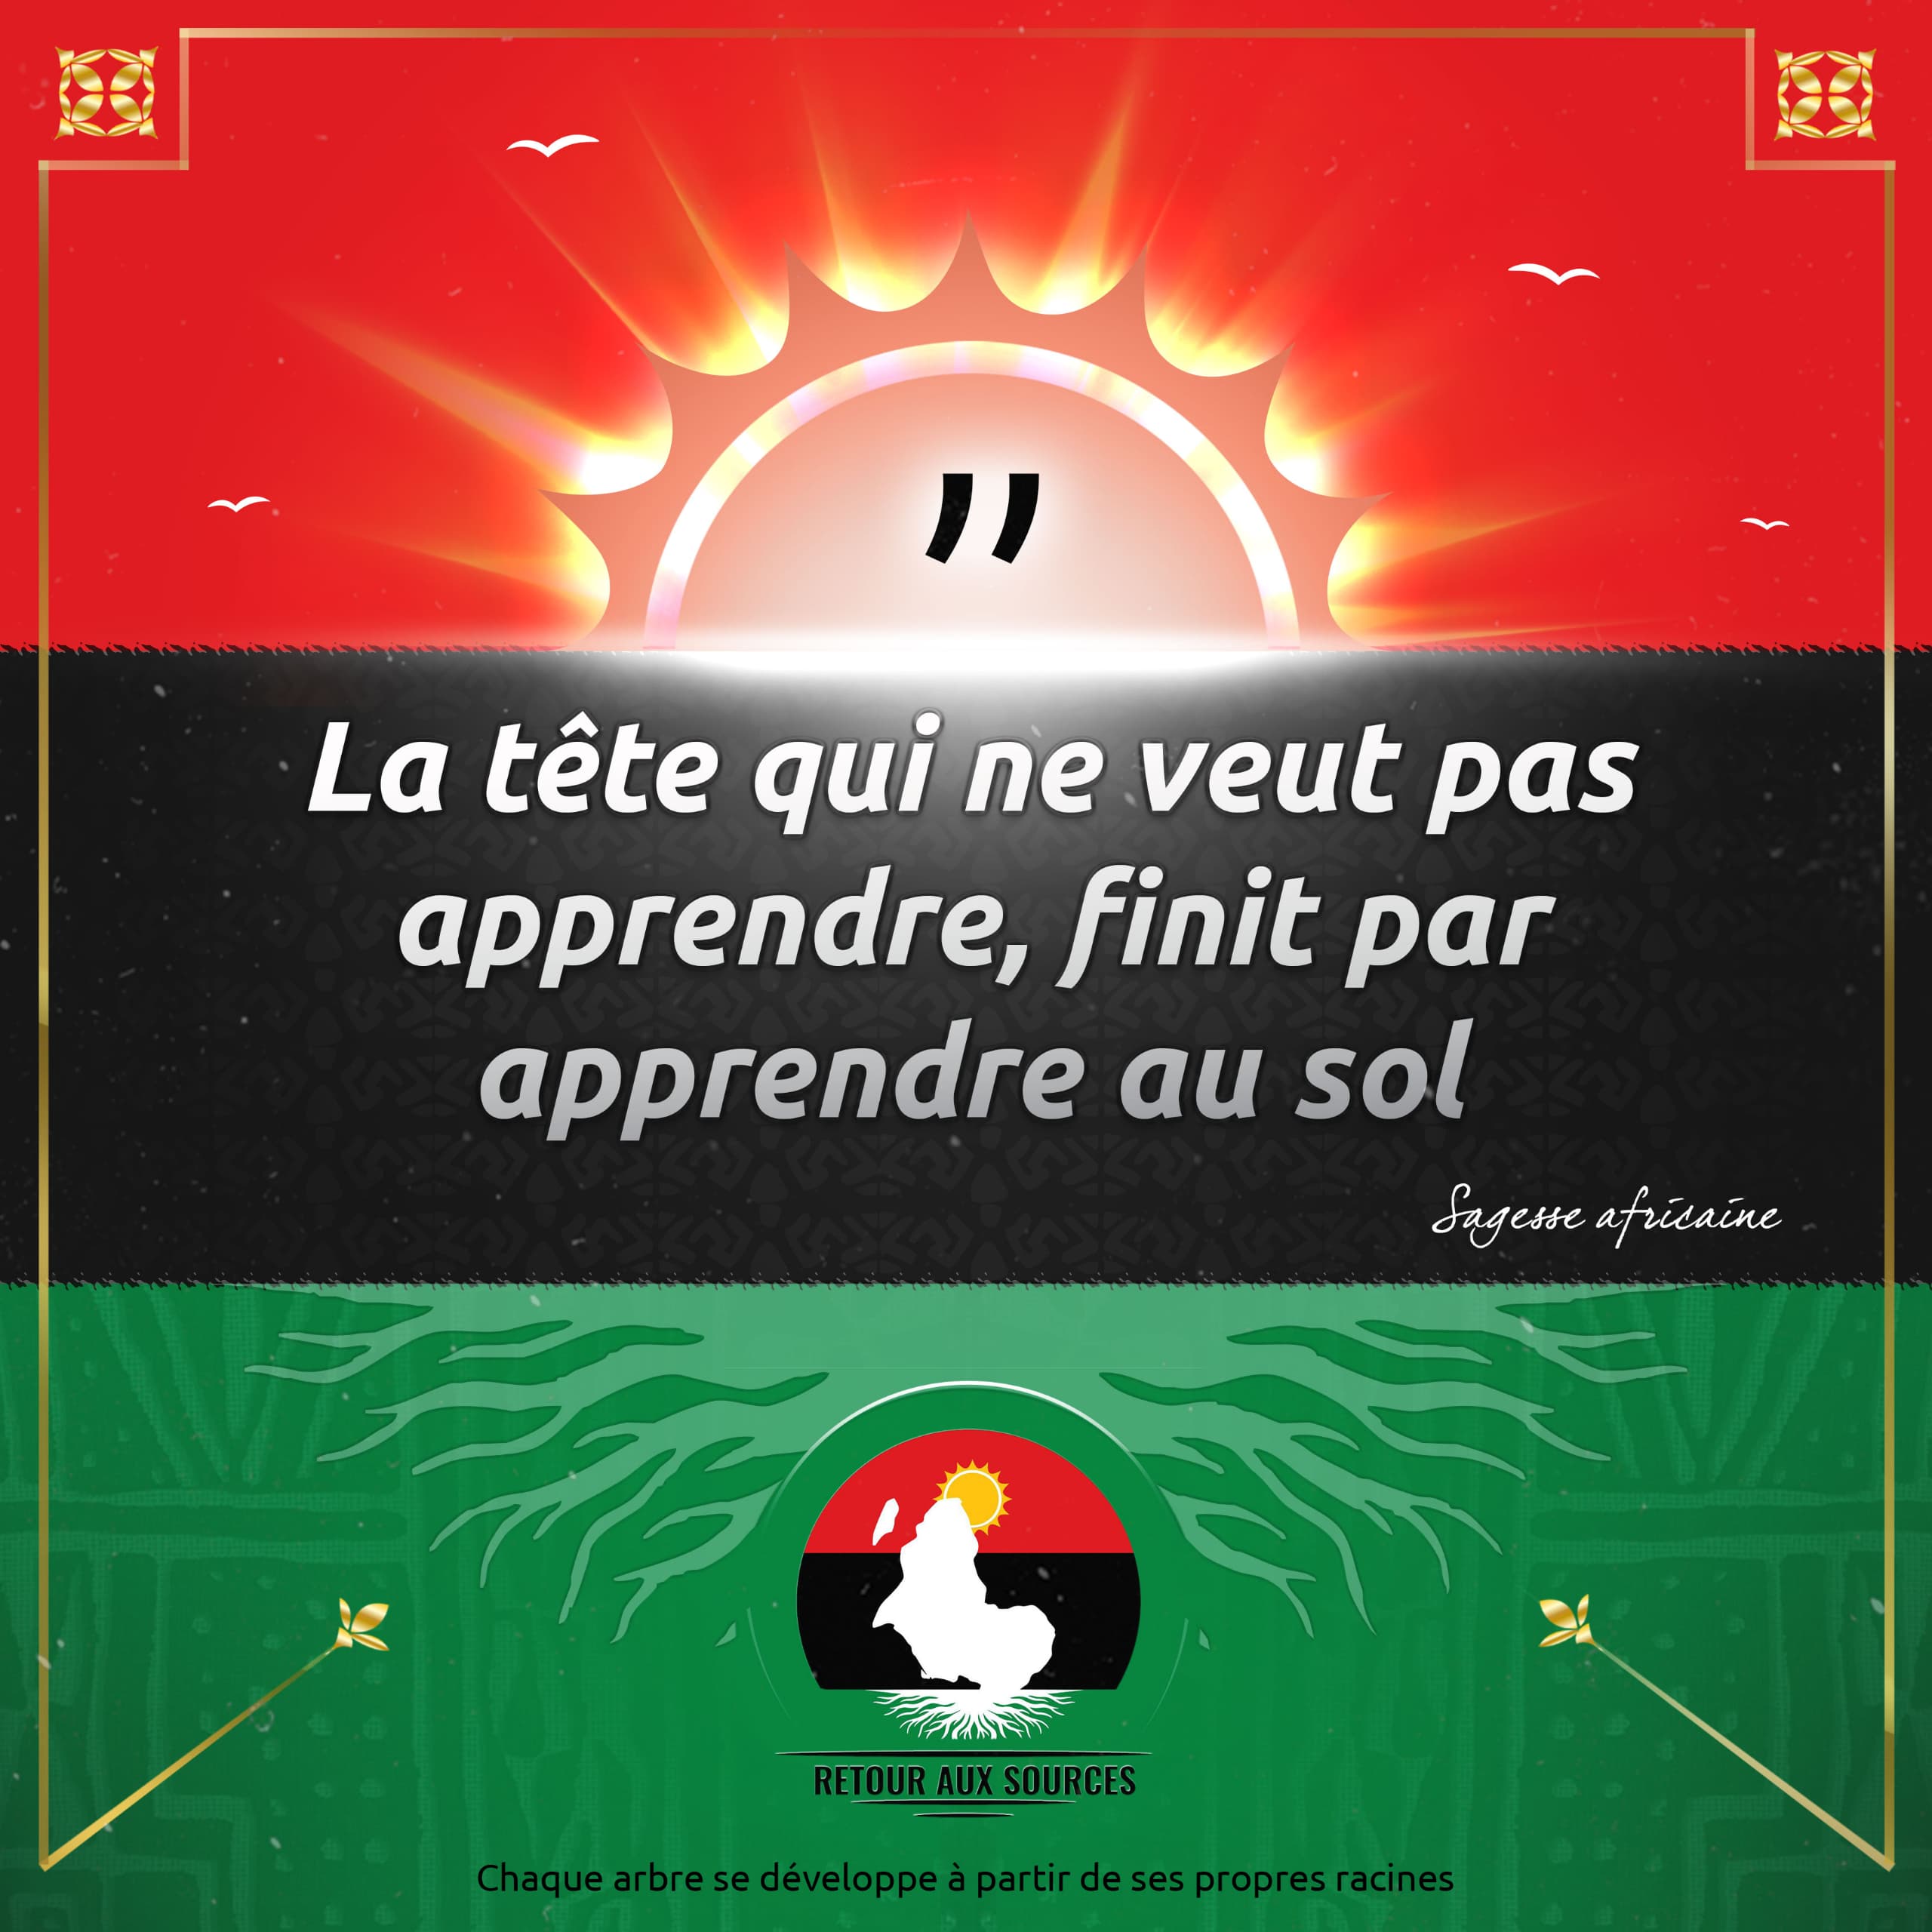 ”
La tête qui ne veut pas
apprendre, finit par
apprendre au sol
Sagesse africaine
RETOUR AUX SOURCES
Chaque arbre se développe à partir de ses propres racines